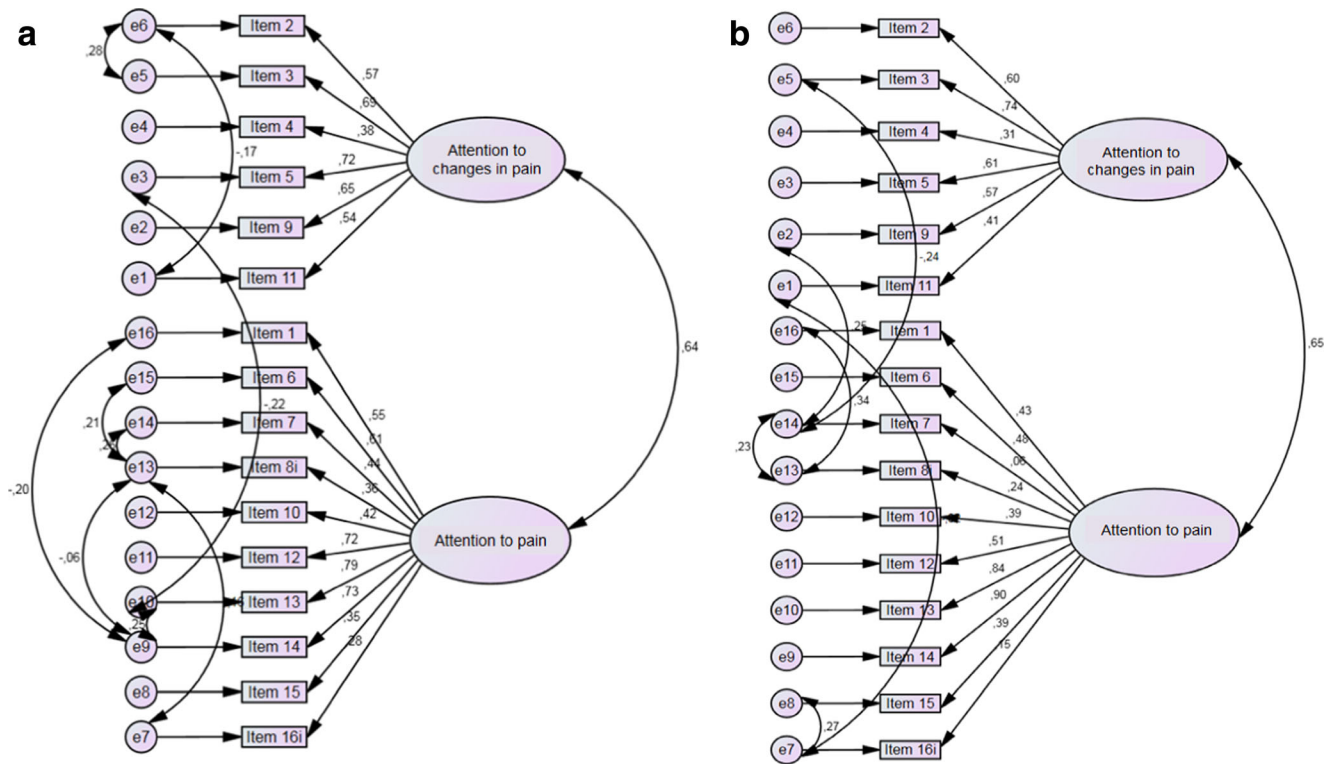 a
e6
Item 2
,28
,57
e5
Item 3
,69
e4
Item 4
,38
-,17
Attention to
changes in pain
e3
Item 5
,72
,65
e2
Item 9
,54
e1
Item 11
e16
Item 1
,64
e15
Item 6
-,22
,55
,21
e14
Item 7
,61
,44
e13
Item 8i
,36
-,20
e12
Item 10
,42
Attention to pain
-,06
e11
Item 12
,72
,79
e10
Item 13
,73
,25
,35
e9
Item 14
,28
e8
Item 15
e7
Item 16i
b
e6
Item 2
,60
e5
Item 3
,74
e4
Item 4
,31
Attention to
changes in pain
e3
Item 5
,61
,57
e2
Item 9
,41
-,24
e1
Item 11
e16
,25
Item 1
,65
e15
Item 6
,34
,43
e14
Item 7
,48
,23
,06
e13
Item 8i
,24
e12
Item 10
,39
Attention to pain
e11
Item 12
,51
,84
e10
Item 13
,90
,39
e9
Item 14
,15
e8
Item 15
,27
e7
Item 16i